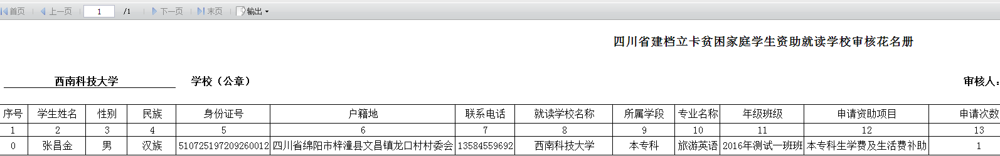 首页 上一页 1 /1 下一页 末页 输出
四川省建档立卡贫困家庭学生资助就读学校审核花名册
西南科技大学 学校（公章） 审核人：
序号 学生姓名 性别 民族 身份证号 户籍地 联系电话 就读学校名称 所属学段 专业名称 年级班级 申请资助项目 申请次数
1 2 3 4 5 6 7 8 9 10 11 12 13
0 张昌金 男 汉族 510725197209260012 四川省绵阳市梓潼县文昌镇龙口村村委会 13584559692 西南科技大学 本专科 旅游英语 2016年测试一班班 本专科生学费及生活费补助 1